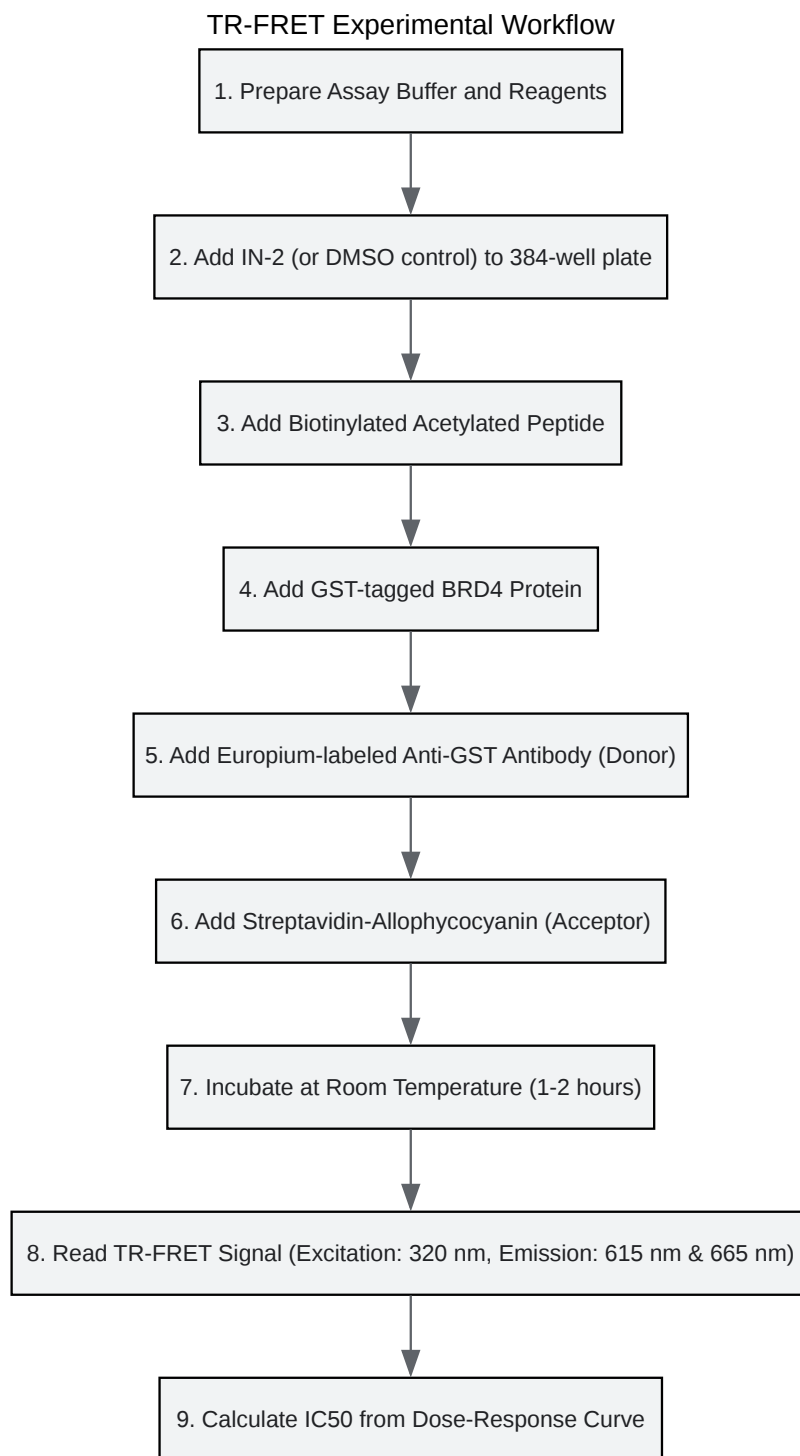 TR-FRET Experimental Workflow
1. Prepare Assay Buffer and Reagents
2. Add IN-2 (or DMSO control) to 384-well plate
3. Add Biotinylated Acetylated Peptide
4. Add GST-tagged BRD4 Protein
5. Add Europium-labeled Anti-GST Antibody (Donor)
6. Add Streptavidin-Allophycocyanin (Acceptor)
7. Incubate at Room Temperature (1-2 hours)
8. Read TR-FRET Signal (Excitation: 320 nm, Emission: 615 nm & 665 nm)
9. Calculate IC50 from Dose-Response Curve